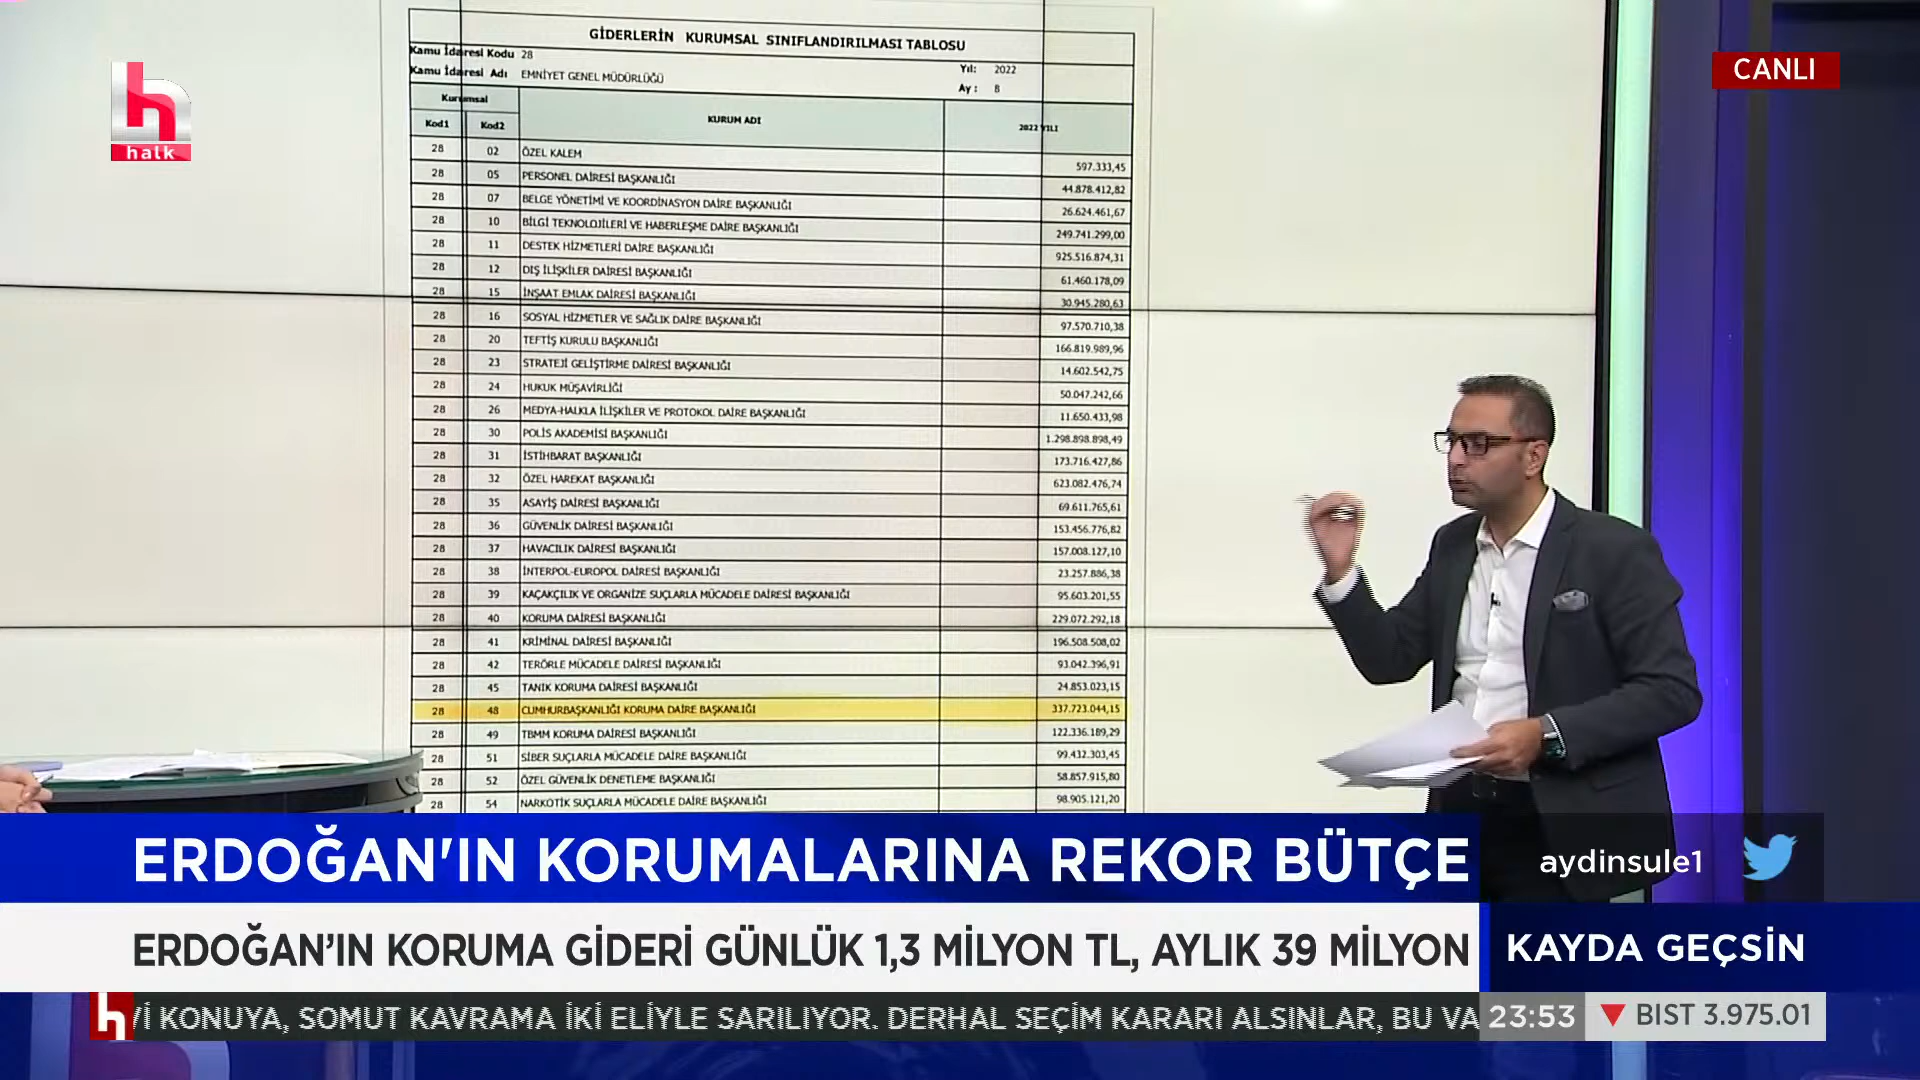 GİDERLERİN KURUMSAL SINIFLANDIRILMASI TABLOSU
Kamu İdaresi Kodu 28
Kamu İdaresi Adı EMNİYET GENEL MÜDÜRLÜĞÜ
Yıl: 2022
Ay : 8
Kurumsal
Kod1 Kod2 KURUM ADI 2022 YILI
28 02 ÖZEL KALEM 597.333,45
28 05 PERSONEL DAİRESİ BAŞKANLIĞI 44.878.412,82
28 07 BELGE YÖNETİMİ VE KOORDİNASYON DAİRE BAŞKANLIĞI 26.624.461,67
28 10 BİLGİ TEKNOLOJİLERİ VE HABERLEŞME DAİRE BAŞKANLIĞI 249.741.299,00
28 11 DESTEK HİZMETLERİ DAİRE BAŞKANLIĞI 925.516.874,31
28 12 DIŞ İLİŞKİLER DAİRESİ BAŞKANLIĞI 61.460.178,09
28 15 İNŞAAT EMLAK DAİRESİ BAŞKANLIĞI 30.945.280,63
28 16 SOSYAL HİZMETLER VE SAĞLIK DAİRE BAŞKANLIĞI 97.570.710,38
28 20 TEFTİŞ KURULU BAŞKANLIĞI 166.819.989,96
28 23 STRATEJİ GELİŞTİRME DAİRESİ BAŞKANLIĞI 14.602.542,75
28 24 HUKUK MÜŞAVİRLİĞİ 50.047.242,66
28 26 MEDYA-HALKLA İLİŞKİLER VE PROTOKOL DAİRE BAŞKANLIĞI 11.650.433,98
28 30 POLİS AKADEMİSİ BAŞKANLIĞI 1.298.898.898,49
28 31 İSTİHBARAT BAŞKANLIĞI 173.716.427,86
28 32 ÖZEL HAREKAT BAŞKANLIĞI 623.082.476,74
28 35 ASAYİŞ DAİRESİ BAŞKANLIĞI 69.611.765,61
28 36 GÜVENLİK DAİRESİ BAŞKANLIĞI 153.456.776,82
28 37 HAVACILIK DAİRESİ BAŞKANLIĞI 157.008.127,10
28 38 İNTERPOL-EUROPOL DAİRESİ BAŞKANLIĞI 23.257.886,38
28 39 KAÇAKÇILIK VE ORGANİZE SUÇLARLA MÜCADELE DAİRESİ BAŞKANLIĞI 95.603.201,55
28 40 KORUMA DAİRESİ BAŞKANLIĞI 229.072.292,18
28 41 KRİMİNAL DAİRESİ BAŞKANLIĞI 196.508.508,02
28 42 TERÖRLE MÜCADELE DAİRESİ BAŞKANLIĞI 93.042.396,91
28 45 TANIK KORUMA DAİRESİ BAŞKANLIĞI 24.853.023,15
28 48 CUMHURBAŞKANLIĞI KORUMA DAİRE BAŞKANLIĞI 337.723.044,15
28 49 TBMM KORUMA DAİRESİ BAŞKANLIĞI 122.336.189,29
28 51 SİBER SUÇLARLA MÜCADELE DAİRE BAŞKANLIĞI 99.432.303,45
28 52 ÖZEL GÜVENLİK DENETLEME BAŞKANLIĞI 58.857.915,80
28 54 NARKOTİK SUÇLARLA MÜCADELE DAİRE BAŞKANLIĞI 98.905.121,20
h
halk
CANLI
ERDOĞAN'IN KORUMALARINA REKOR BÜTÇE
aydinsule1
ERDOĞAN'IN KORUMA GİDERİ GÜNLÜK 1,3 MİLYON TL, AYLIK 39 MİLYON
KAYDA GEÇSİN
h Vİ KONUYA, SOMUT KAVRAMA İKİ ELİYLE SARILIYOR. DERHAL SEÇİM KARARI ALSINLAR, BU VA
23:53
BIST 3.975.01